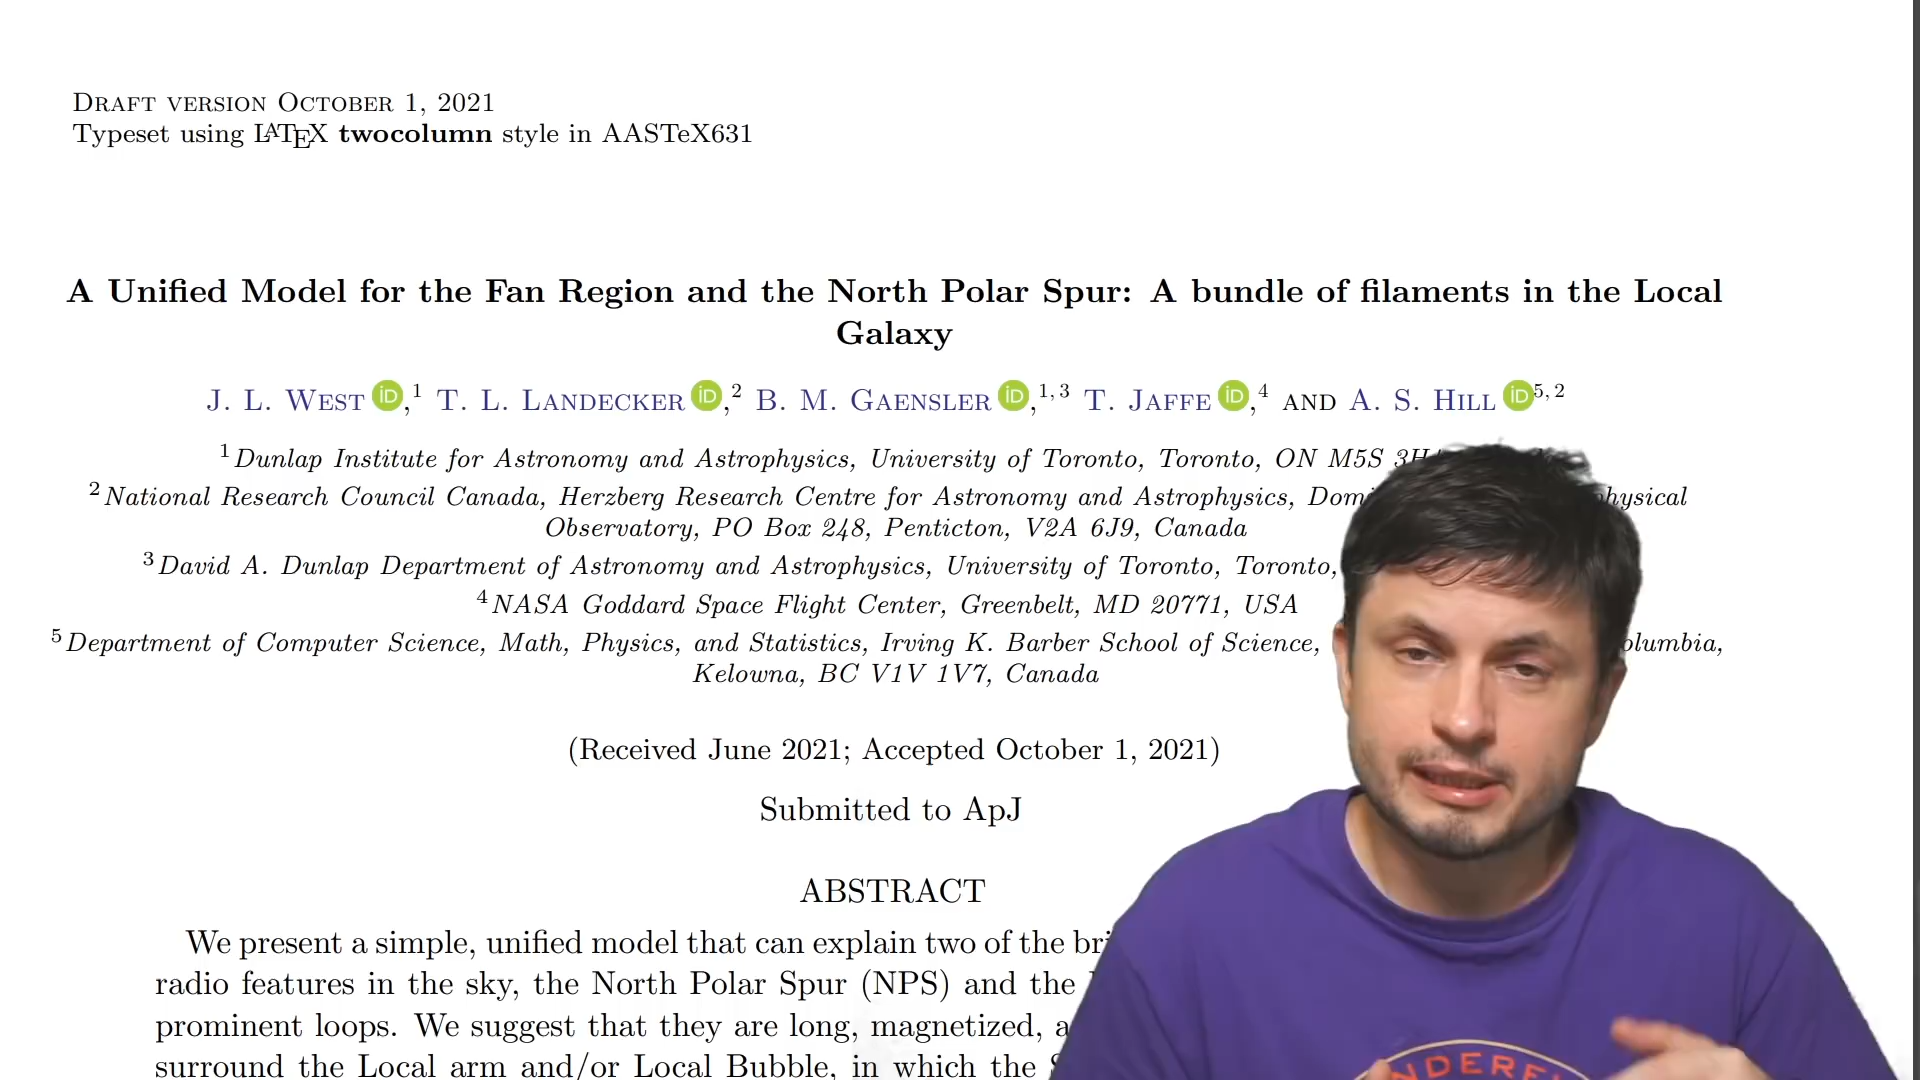 Draft version October 1, 2021
Typeset using LATEX twocolumn style in AASTeX631
A Unified Model for the Fan Region and the North Polar Spur: A bundle of filaments in the Local
Galaxy
J. L. West iD,1 T. L. Landecker iD,2 B. M. Gaensler iD,1,3 T. Jaffe iD,4 and A. S. Hill iD5,2
1Dunlap Institute for Astronomy and Astrophysics, University of Toronto, Toronto, ON M5S
2National Research Council Canada, Herzberg Research Centre for Astronomy and Astrophysics,
Observatory, PO Box 248, Penticton, V2A 6J9, Canada
3David A. Dunlap Department of Astronomy and Astrophysics, University of Toronto, Toronto,
4NASA Goddard Space Flight Center, Greenbelt, MD 20771, USA
5Department of Computer Science, Math, Physics, and Statistics, Irving K. Barber School of Science,
Kelowna, BC V1V 1V7, Canada
(Received June 2021; Accepted October 1, 2021)
Submitted to ApJ
ABSTRACT
We present a simple, unified model that can explain two of the
radio features in the sky, the North Polar Spur (NPS) and the
prominent loops. We suggest that they are long, magnetized,
surround the Local arm and/or Local Bubble, in which the